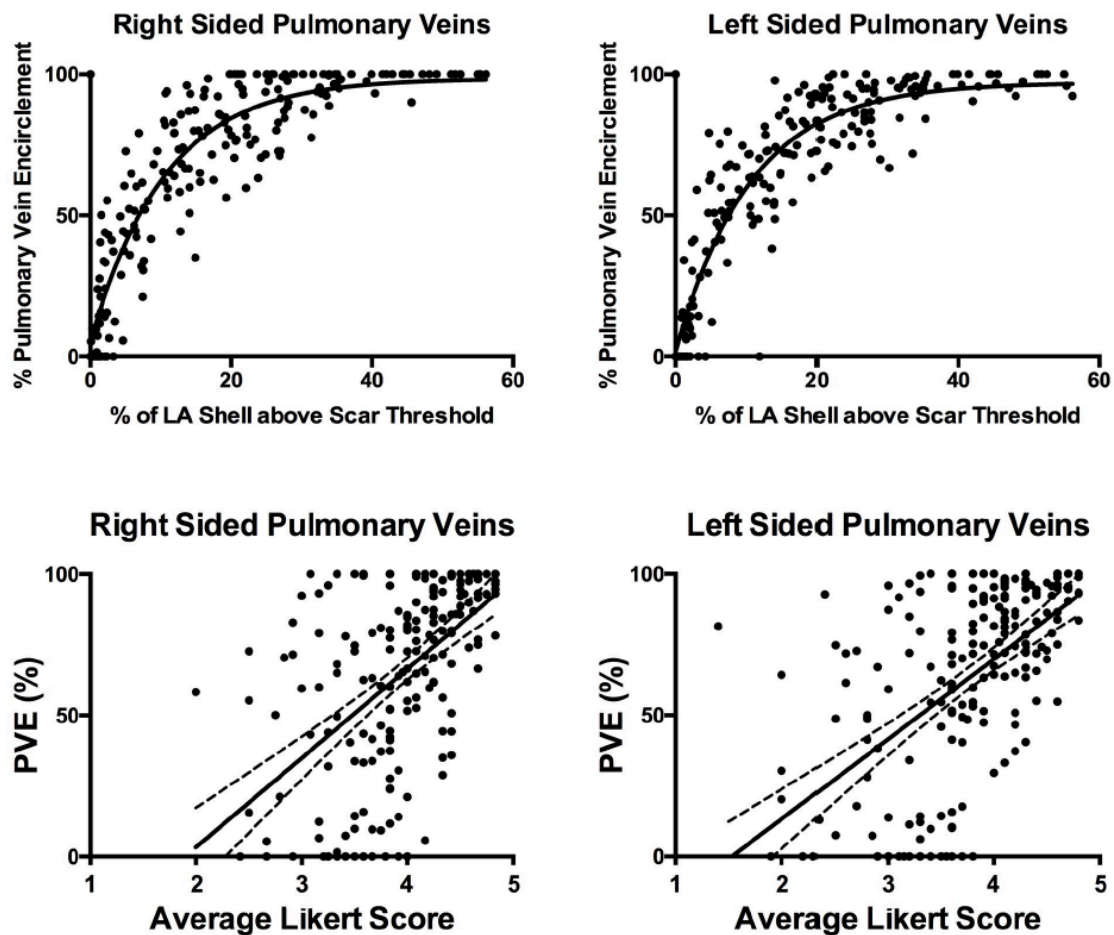 Right Sided Pulmonary Veins
% Pulmonary Vein Encirclement
100
50
0
0 20 40 60
% of LA Shell above Scar Threshold
Left Sided Pulmonary Veins
% Pulmonary Vein Encirclement
100
50
0
0 20 40 60
% of LA Shell above Scar Threshold
Right Sided Pulmonary Veins
PVE (%)
100
50
0
1 2 3 4 5
Average Likert Score
Left Sided Pulmonary Veins
PVE (%)
100
50
0
1 2 3 4 5
Average Likert Score